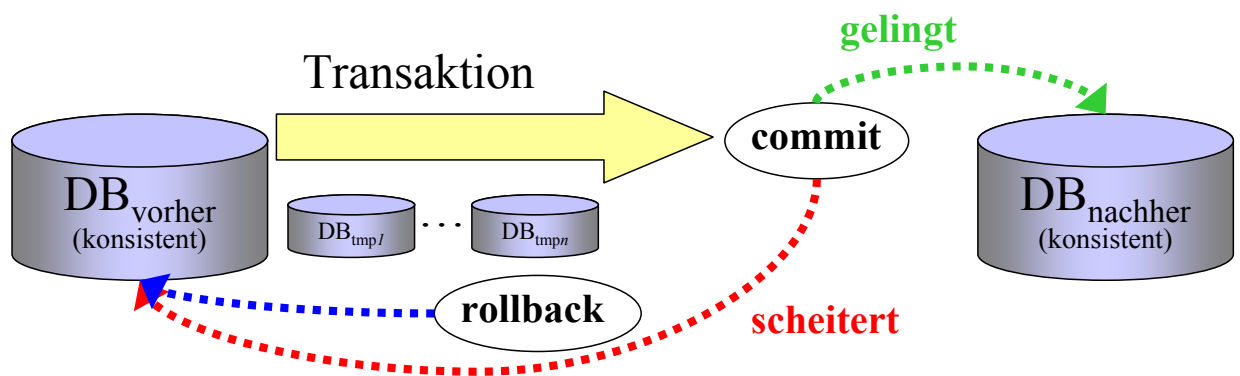 gelingt
Transaktion
commit
DBvorher
(konsistent)
DBtmp1
...
DBtmpn
DBnachher
(konsistent)
rollback
scheitert